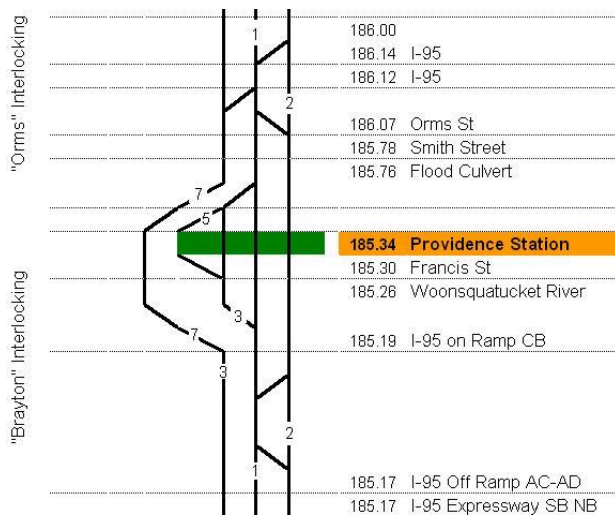 "Orms" Interlocking
"Brayton" Interlocking
1
2
7
5
3
7
3
2
1
186.00
186.14 I-95
186.12 I-95
186.07 Orms St
185.78 Smith Street
185.76 Flood Culvert
185.34 Providence Station
185.30 Francis St
185.26 Woonsquatucket River
185.19 I-95 on Ramp CB
185.17 I-95 Off Ramp AC-AD
185.17 I-95 Expressway SB NB